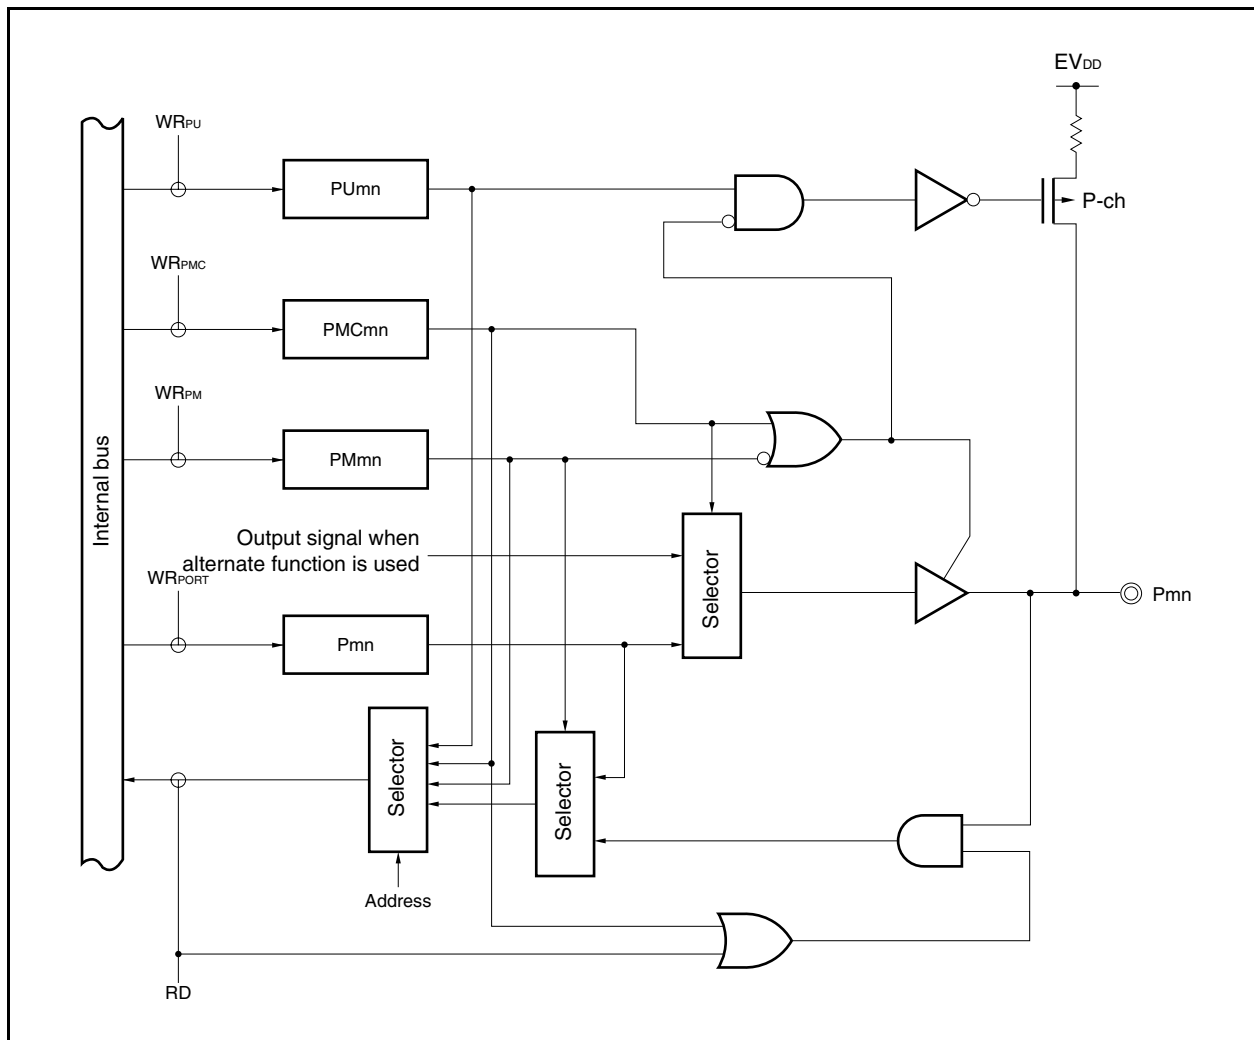 EVDD
WRPU
PUmn
P-ch
WRPMC
PMCmn
WRPM
PMmn
Internal bus
Output signal when
alternate function is used
Selector
WRPORT
Pmn
Pmn
Selector
Selector
Address
RD